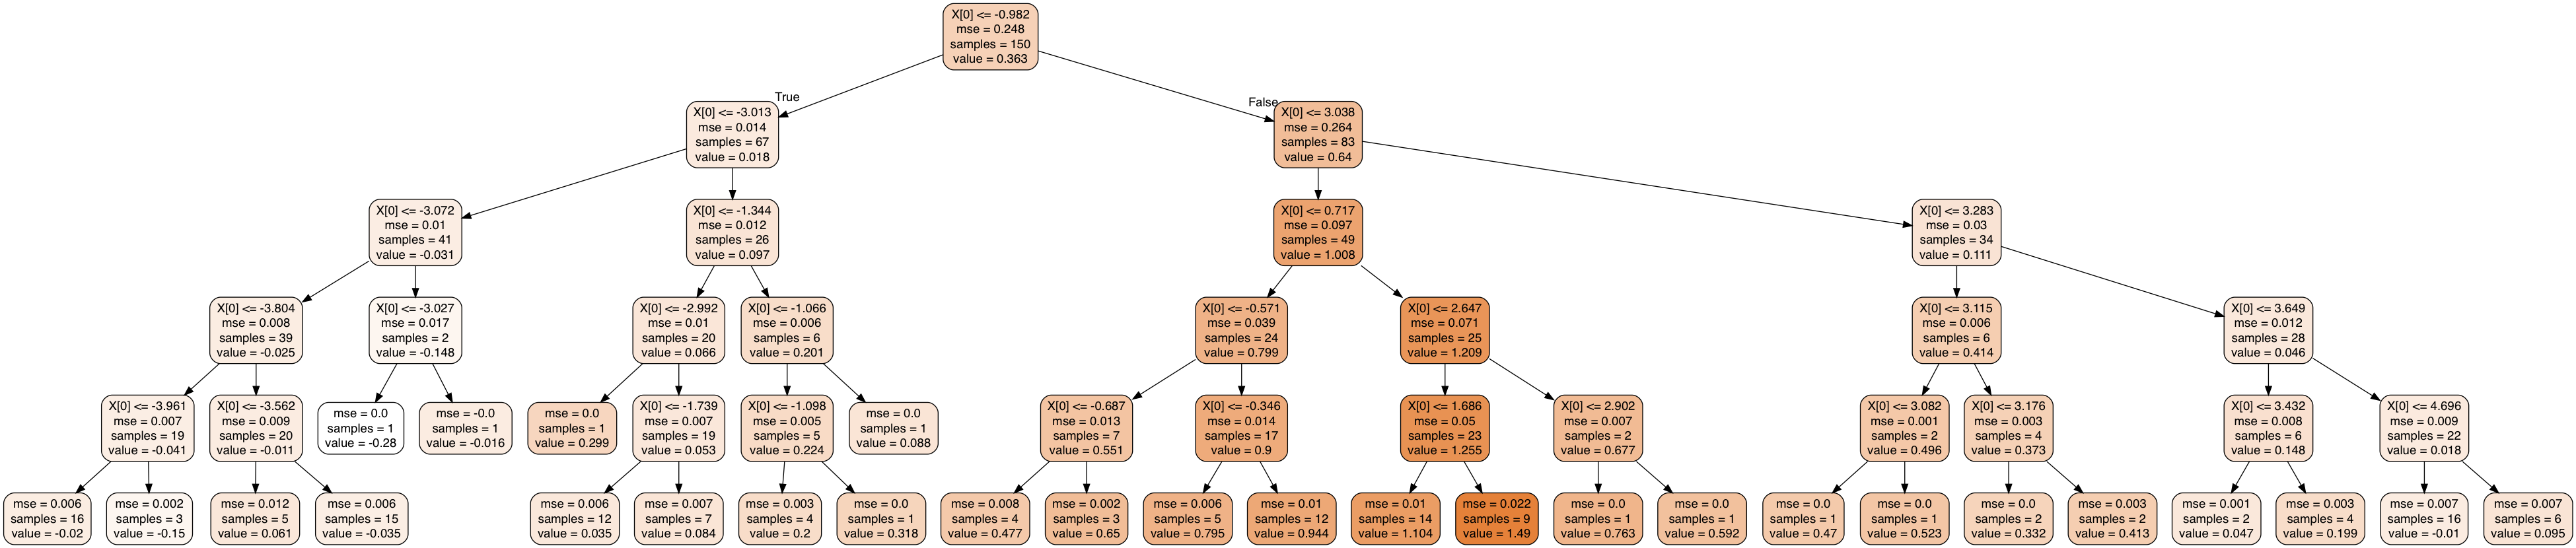 X[0] <= -0.982
mse = 0.248
samples = 150
value = 0.363
True
False
X[0] <= -3.013
mse = 0.014
samples = 67
value = 0.018
X[0] <= 3.038
mse = 0.264
samples = 83
value = 0.64
X[0] <= -3.072
mse = 0.01
samples = 41
value = -0.031
X[0] <= -1.344
mse = 0.012
samples = 26
value = 0.097
X[0] <= 0.717
mse = 0.097
samples = 49
value = 1.008
X[0] <= 3.283
mse = 0.03
samples = 34
value = 0.111
X[0] <= -3.804
mse = 0.008
samples = 39
value = -0.025
X[0] <= -3.027
mse = 0.017
samples = 2
value = -0.148
X[0] <= -2.992
mse = 0.01
samples = 20
value = 0.066
X[0] <= -1.066
mse = 0.006
samples = 6
value = 0.201
X[0] <= -0.571
mse = 0.039
samples = 24
value = 0.799
X[0] <= 2.647
mse = 0.071
samples = 25
value = 1.209
X[0] <= 3.115
mse = 0.006
samples = 6
value = 0.414
X[0] <= 3.649
mse = 0.012
samples = 28
value = 0.046
X[0] <= -3.961
mse = 0.007
samples = 19
value = -0.041
X[0] <= -3.562
mse = 0.009
samples = 20
value = -0.011
mse = 0.0
samples = 1
value = -0.28
mse = -0.0
samples = 1
value = -0.016
mse = 0.0
samples = 1
value = 0.299
X[0] <= -1.739
mse = 0.007
samples = 19
value = 0.053
X[0] <= -1.098
mse = 0.005
samples = 5
value = 0.224
mse = 0.0
samples = 1
value = 0.088
X[0] <= -0.687
mse = 0.013
samples = 7
value = 0.551
X[0] <= -0.346
mse = 0.014
samples = 17
value = 0.9
X[0] <= 1.686
mse = 0.05
samples = 23
value = 1.255
X[0] <= 2.902
mse = 0.007
samples = 2
value = 0.677
X[0] <= 3.082
mse = 0.001
samples = 2
value = 0.496
X[0] <= 3.176
mse = 0.003
samples = 4
value = 0.373
X[0] <= 3.432
mse = 0.008
samples = 6
value = 0.148
X[0] <= 4.696
mse = 0.009
samples = 22
value = 0.018
mse = 0.006
samples = 16
value = -0.02
mse = 0.002
samples = 3
value = -0.15
mse = 0.012
samples = 5
value = 0.061
mse = 0.006
samples = 15
value = -0.035
mse = 0.006
samples = 12
value = 0.035
mse = 0.007
samples = 7
value = 0.084
mse = 0.003
samples = 4
value = 0.2
mse = 0.0
samples = 1
value = 0.318
mse = 0.008
samples = 4
value = 0.477
mse = 0.002
samples = 3
value = 0.65
mse = 0.006
samples = 5
value = 0.795
mse = 0.01
samples = 12
value = 0.944
mse = 0.01
samples = 14
value = 1.104
mse = 0.022
samples = 9
value = 1.49
mse = 0.0
samples = 1
value = 0.763
mse = 0.0
samples = 1
value = 0.592
mse = 0.0
samples = 1
value = 0.47
mse = 0.0
samples = 1
value = 0.523
mse = 0.0
samples = 2
value = 0.332
mse = 0.003
samples = 2
value = 0.413
mse = 0.001
samples = 2
value = 0.047
mse = 0.003
samples = 4
value = 0.199
mse = 0.007
samples = 16
value = -0.01
mse = 0.007
samples = 6
value = 0.095